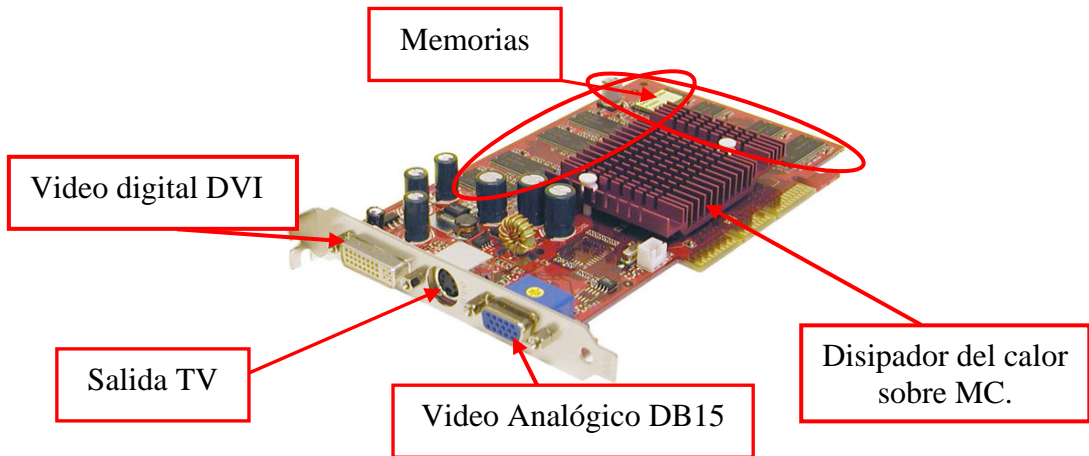 Memorias
Video digital DVI
Salida TV
Video Analógico DB15
Disipador del calor
sobre MC.